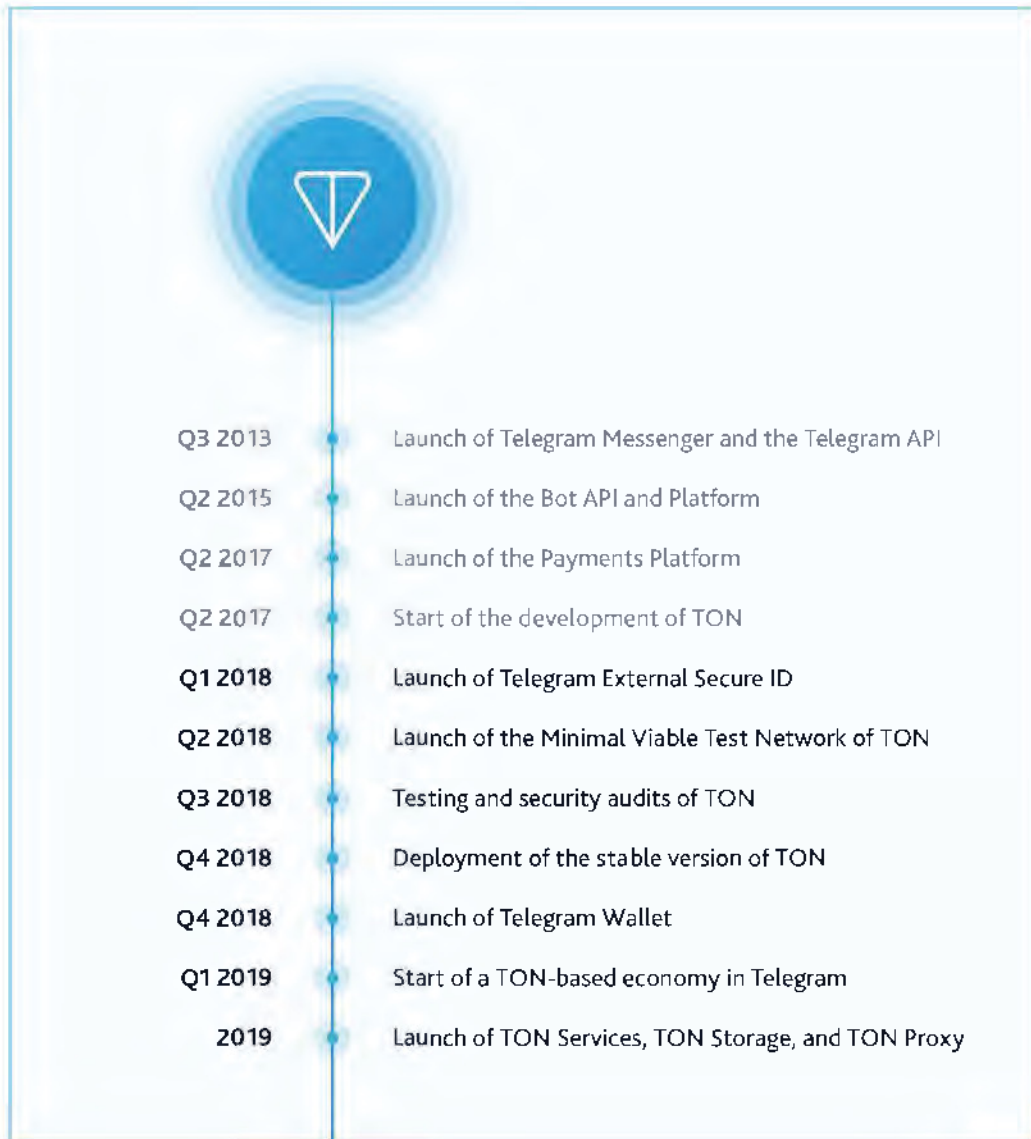 Q3 2013 Launch of Telegram Messenger and the Telegram API
Q2 2015 Launch of the Bot API and Platform
Q2 2017 Launch of the Payments Platform
Q2 2017 Start of the development of TON
Q1 2018 Launch of Telegram External Secure ID
Q2 2018 Launch of the Minimal Viable Test Network of TON
Q3 2018 Testing and security audits of TON
Q4 2018 Deployment of the stable version of TON
Q4 2018 Launch of Telegram Wallet
Q1 2019 Start of a TON-based economy in Telegram
2019 Launch of TON Services, TON Storage, and TON Proxy